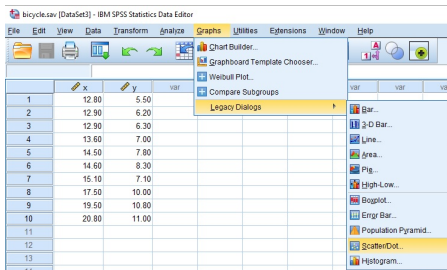 bicycle.sav [DataSet3] - IBM SPSS Statistics Data Editor
File Edit View Data Transform Analyze Graphs Utilities Extensions Window Help
Chart Builder...
Graphboard Template Chooser...
Weibull Plot...
Compare Subgroups
Legacy Dialogs
x y var var var
1 12.80 5.50
2 12.90 6.20
3 12.90 6.30
4 13.60 7.00
5 14.50 7.80
6 14.60 8.30
7 15.10 7.10
8 17.50 10.00
9 19.50 10.80
10 20.80 11.00
11
12
13
Bar...
3-D Bar...
Line...
Area...
Pie...
High-Low...
Boxplot...
Error Bar...
Population Pyramid...
Scatter/Dot...
Histogram...